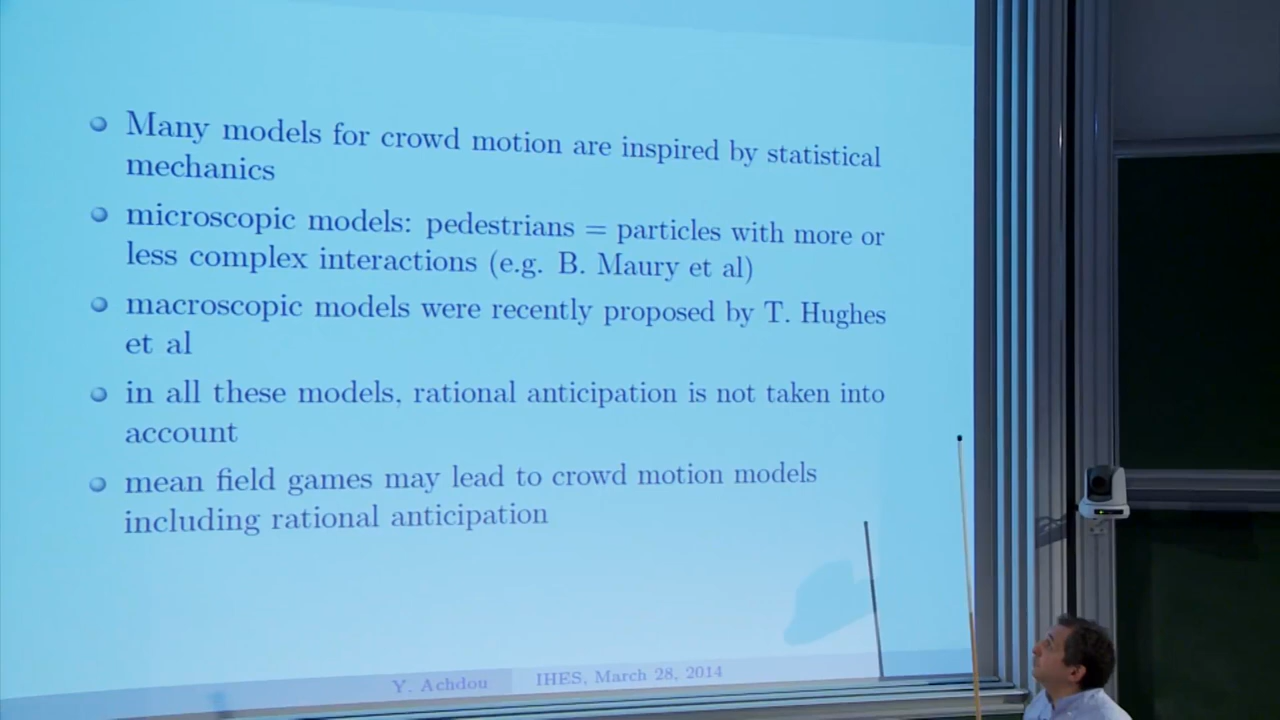 Many models for crowd motion are inspired by statistical
mechanics
microscopic models: pedestrians = particles with more or
less complex interactions (e.g. B. Maury et al)
macroscopic models were recently proposed by T. Hughes
et al
in all these models, rational anticipation is not taken into
account
mean field games may lead to crowd motion models
including rational anticipation
Y. Achdou IHES, March 28, 2014